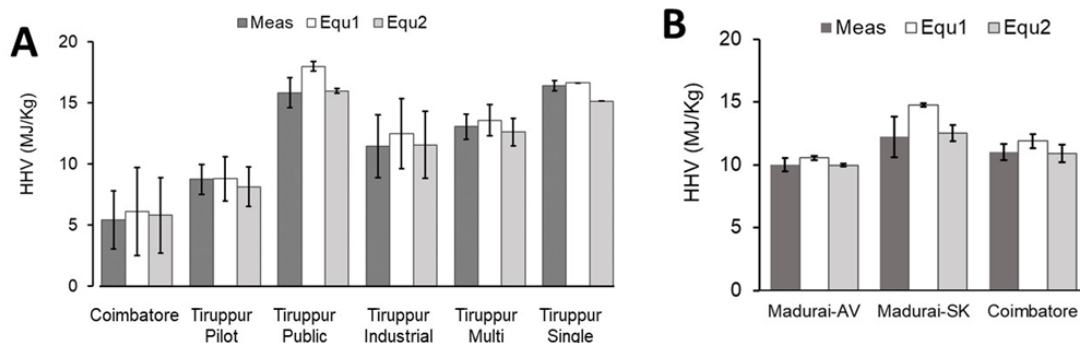 A
Meas Equ1 Equ2
HHV (MJ/Kg)
20
15
10
5
0
Coimbatore Tiruppur Tiruppur Tiruppur Tiruppur Tiruppur
Pilot Public Industrial Multi Single
B
Meas Equ1 Equ2
HHV (MJ/Kg)
20
15
10
5
0
Madurai-AV Madurai-SK Coimbatore